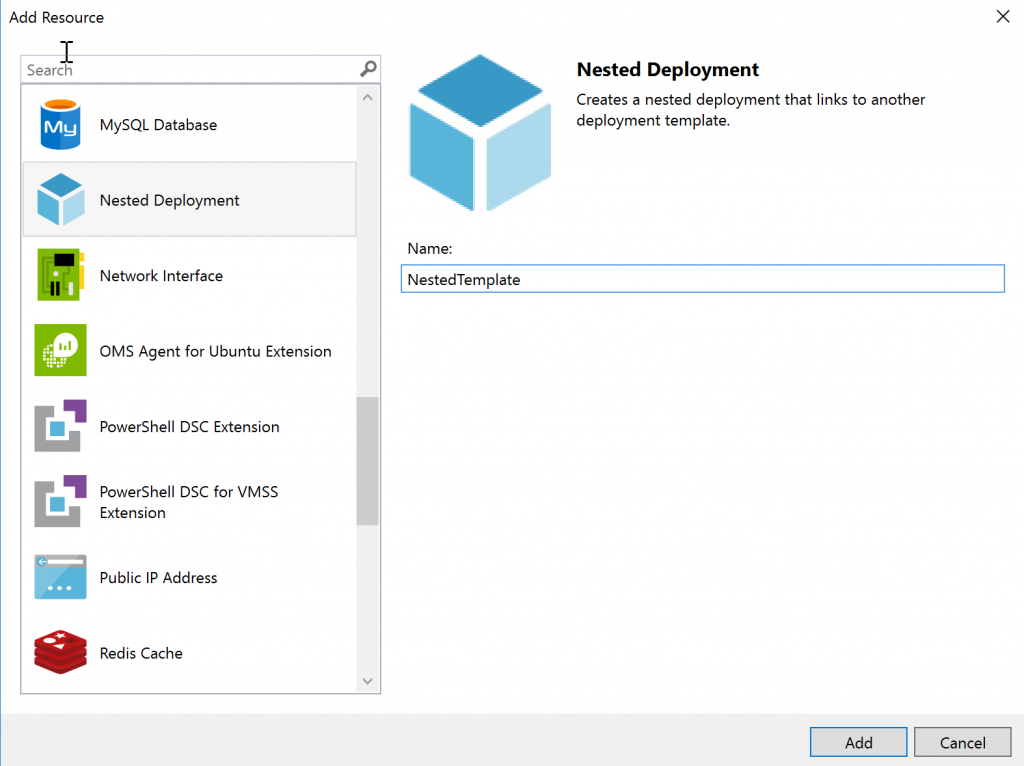 Add Resource
Search
My
MySQL Database
Nested Deployment
Network Interface
OMS Agent for Ubuntu Extension
PowerShell DSC Extension
PowerShell DSC for VMSS
Extension
Public IP Address
Redis Cache
Nested Deployment
Creates a nested deployment that links to another
deployment template.
Name:
NestedTemplate
Add
Cancel